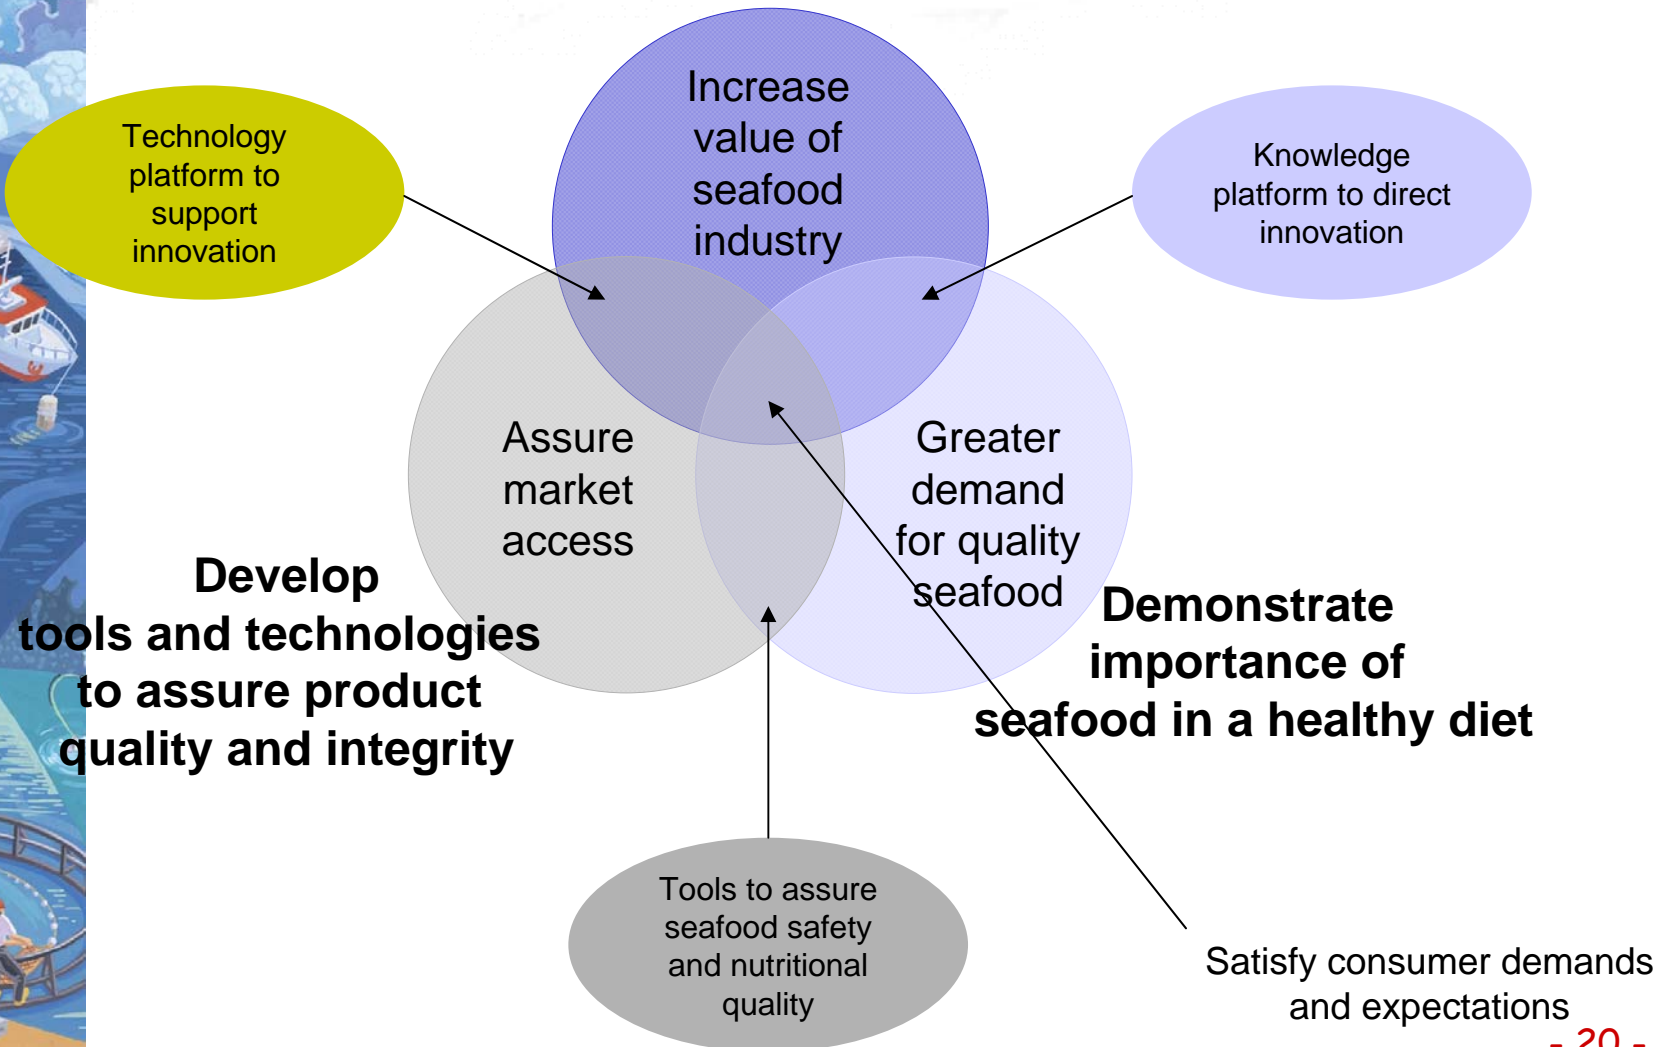 Increase
value of
seafood
industry
Technology
platform to
support
innovation
Knowledge
platform to direct
innovation
Assure
market
access
Greater
demand
for quality
seafood
Develop
tools and technologies
to assure product
quality and integrity
Demonstrate
importance of
seafood in a healthy diet
Tools to assure
seafood safety
and nutritional
quality
Satisfy consumer demands
and expectations
- 20 -